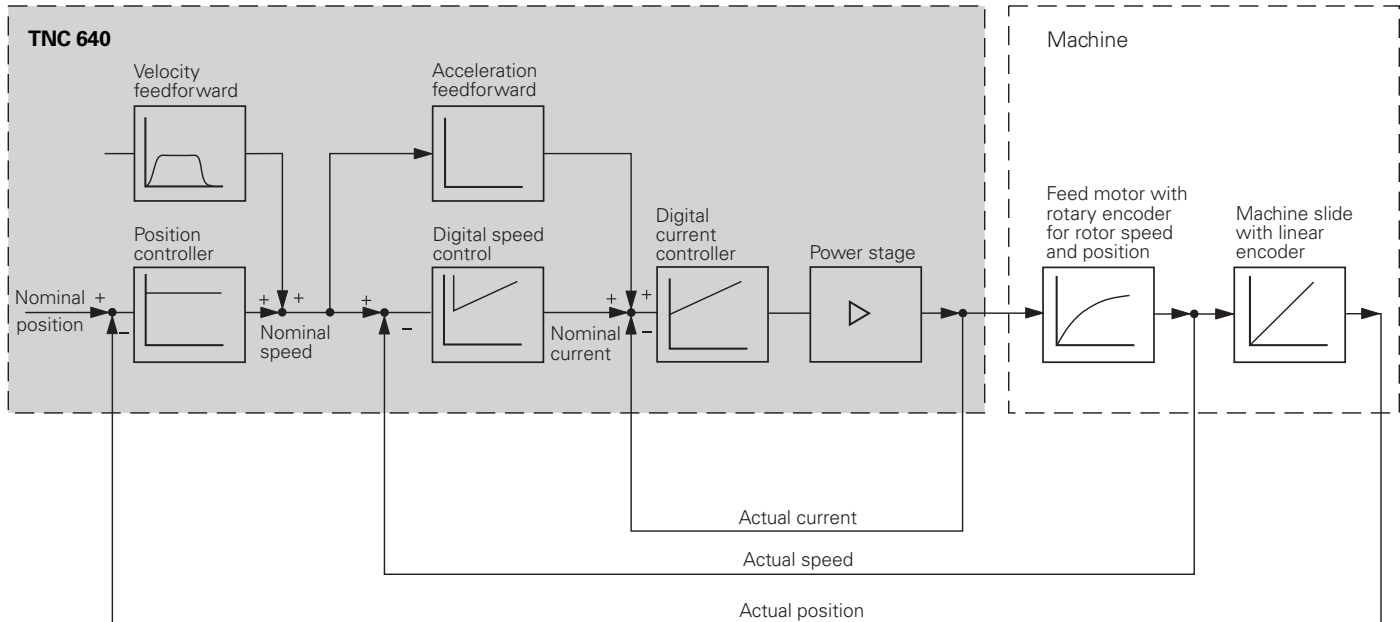 TNC 640
Machine
Velocity
feedforward
Acceleration
feedforward
Position
controller
Digital speed
control
Digital
current
controller
Power stage
Feed motor with
rotary encoder
for rotor speed
and position
Machine slide
with linear
encoder
Nominal
position
+
–
+
+
Nominal
speed
+
–
Nominal
current
+
+
–
Actual current
Actual speed
Actual position